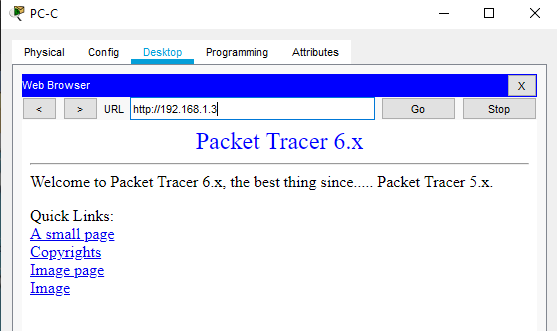 PC-C
Physical Config Desktop Programming Attributes
Web Browser X
< > URL http://192.168.1.3 Go Stop
Packet Tracer 6.x
Welcome to Packet Tracer 6.x, the best thing since..... Packet Tracer 5.x.
Quick Links:
A small page
Copyrights
Image page
Image